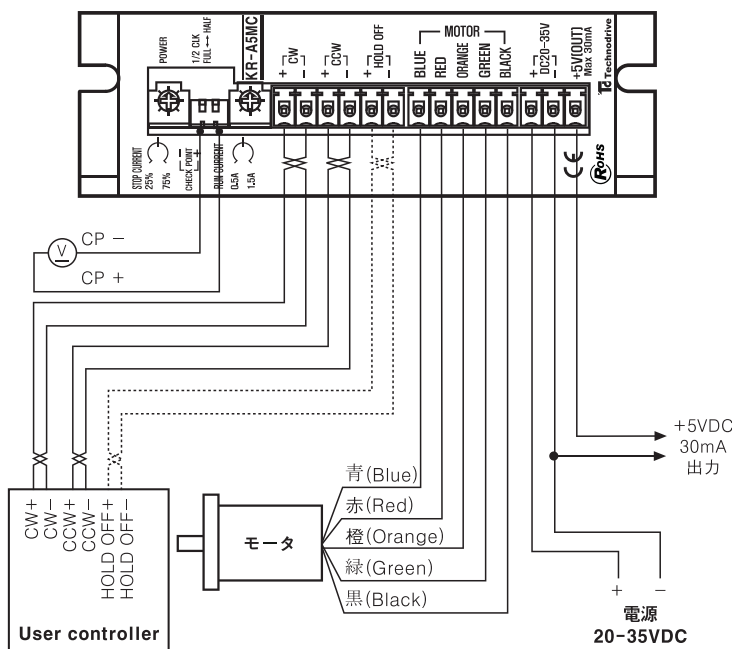 POWER
1/2 CLK
FULL ↔ HALF
KR-A5MC
+ CW -
+ CCW -
+ HOLD OFF -
MOTOR
BLUE
RED
ORANGE
GREEN
BLACK
+ DC20-35V -
+5V(OUT)
Max 30mA
Technodrive
STOP CURRENT
25%
75%
- +
CHECK POINT
RUN CURRENT
0.5A
1.5A
CE
RoHS
V
CP -
CP +
+5VDC
30mA
出力
青(Blue)
赤(Red)
橙(Orange)
緑(Green)
黒(Black)
モータ
CW+
CW-
CCW+
CCW-
HOLD OFF+
HOLD OFF-
User controller
+ -
電源
20-35VDC